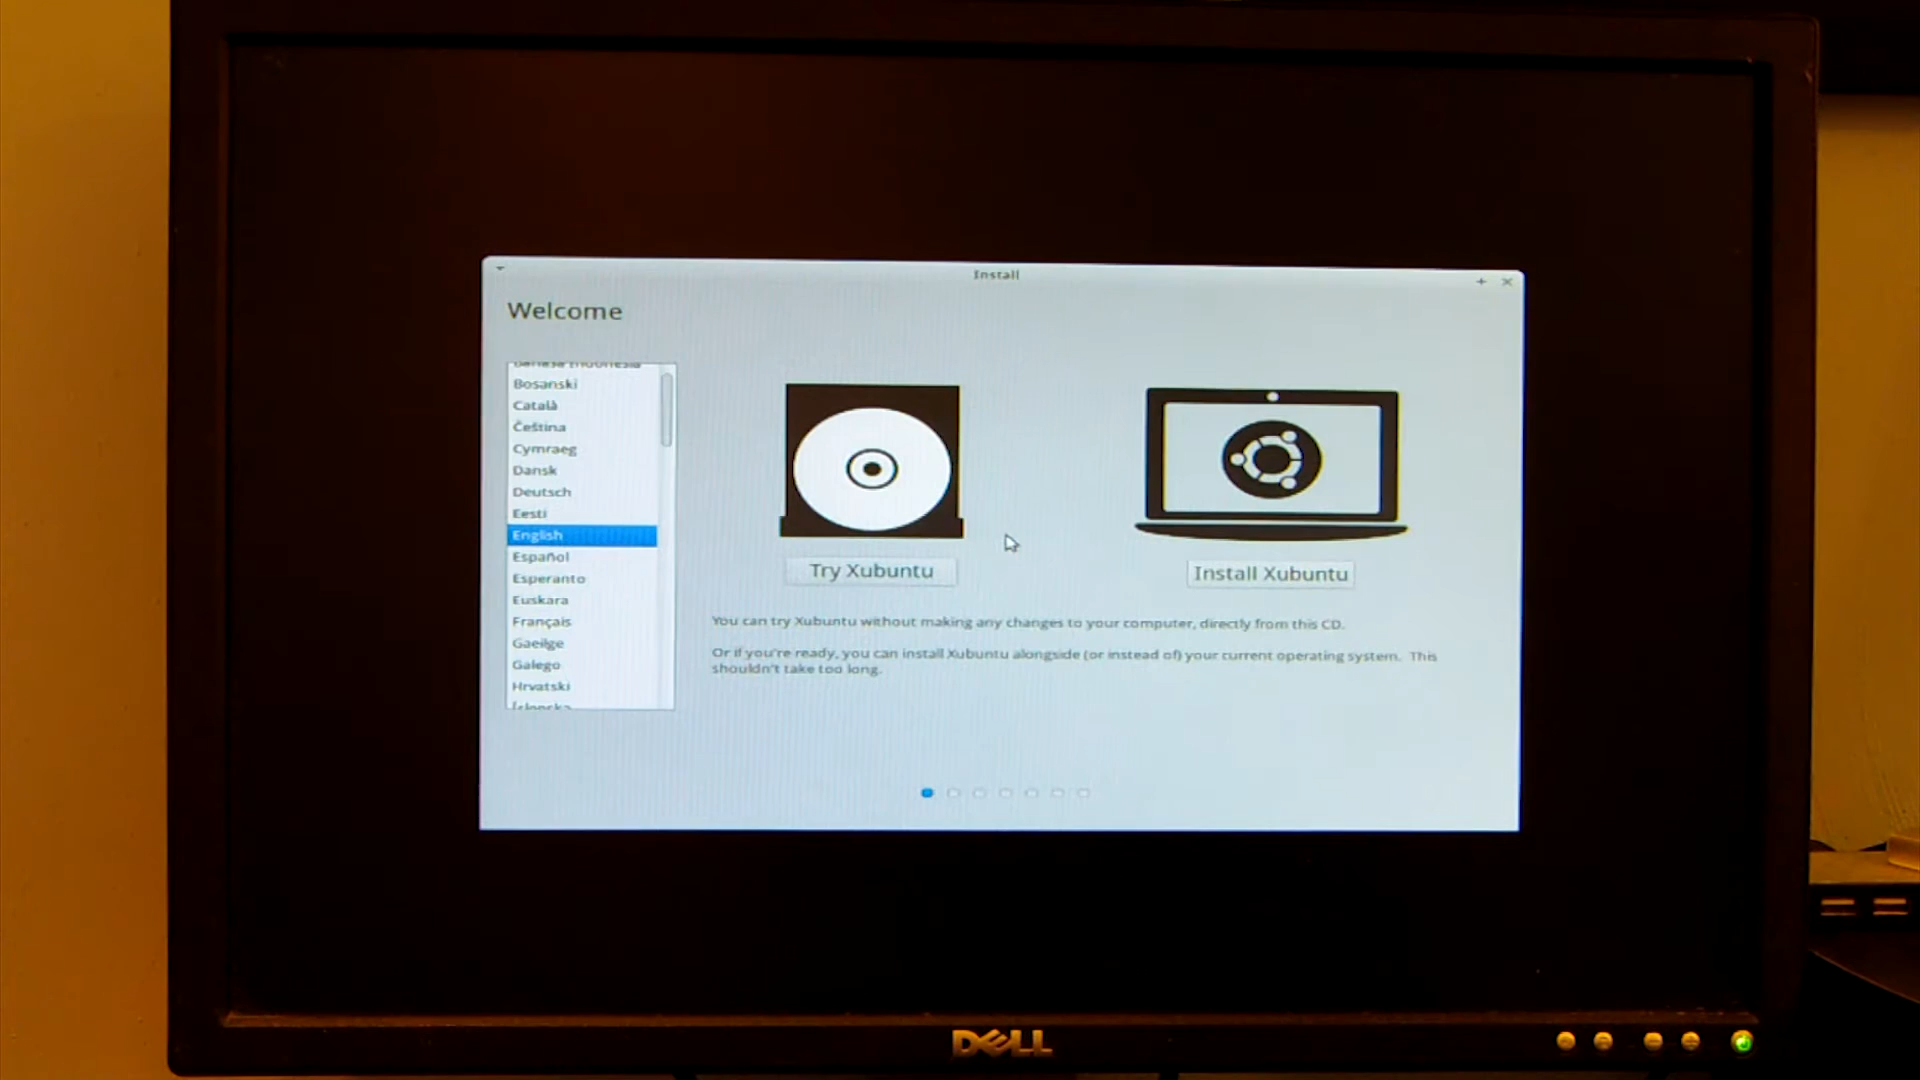 Install
Welcome
Bahasa Indonesia
Bosanski
Català
Čeština
Cymraeg
Dansk
Deutsch
Eesti
English
Español
Esperanto
Euskara
Français
Gaeilge
Galego
Hrvatski
Íslenska
Try Xubuntu
Install Xubuntu
You can try Xubuntu without making any changes to your computer, directly from this CD.
Or if you're ready, you can install Xubuntu alongside (or instead of) your current operating system. This
shouldn't take too long.
DELL